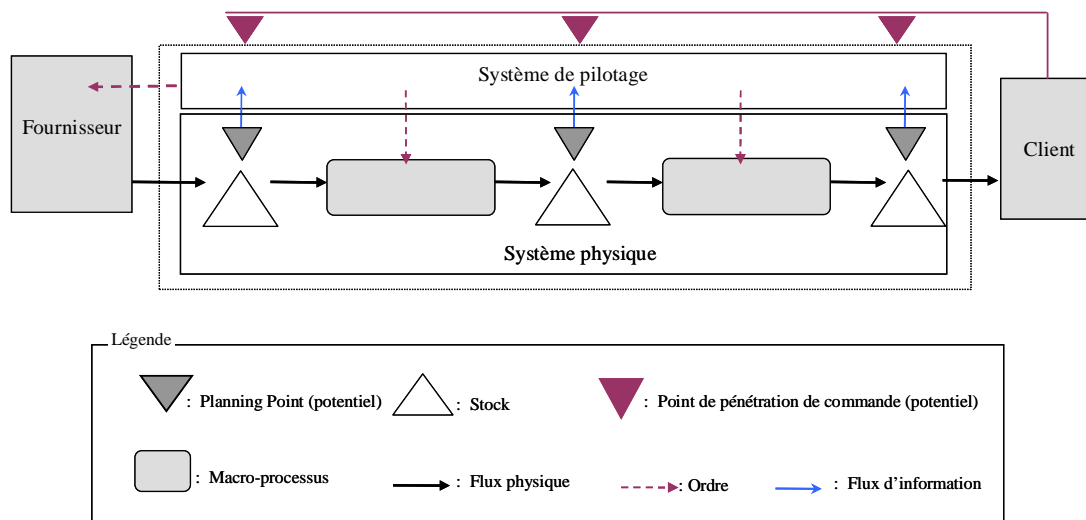 Système de pilotage
Fournisseur
Client
Système physique
Légende
: Planning Point (potentiel)
: Stock
: Point de pénétration de commande (potentiel)
: Macro-processus
: Flux physique
: Ordre
: Flux d’information